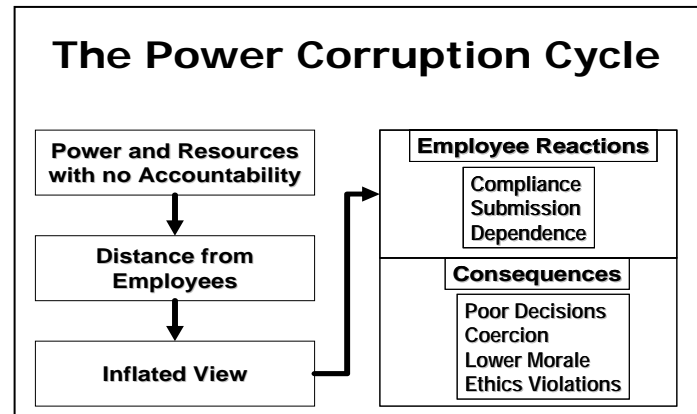 The Power Corruption Cycle
Power and Resources
with no Accountability
Distance from
Employees
Inflated View
Employee Reactions
Compliance
Submission
Dependence
Consequences
Poor Decisions
Coercion
Lower Morale
Ethics Violations